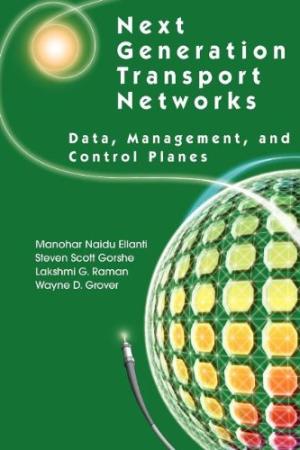 Next
Generation
Transport
Networks
Data, Management, and
Control Planes
Manohar Naidu Ellanti
Steven Scott Gorshe
Lakshmi G. Raman
Wayne D. Grover